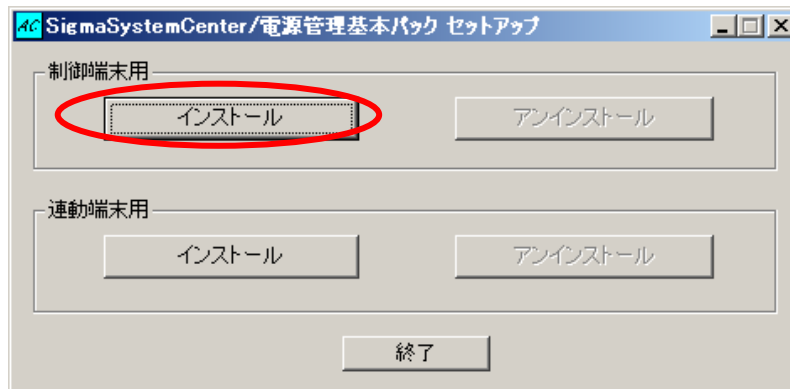 AC SigmaSystemCenter/電源管理基本パック セットアップ
制御端末用
インストール アンインストール
連動端末用
インストール アンインストール
終了